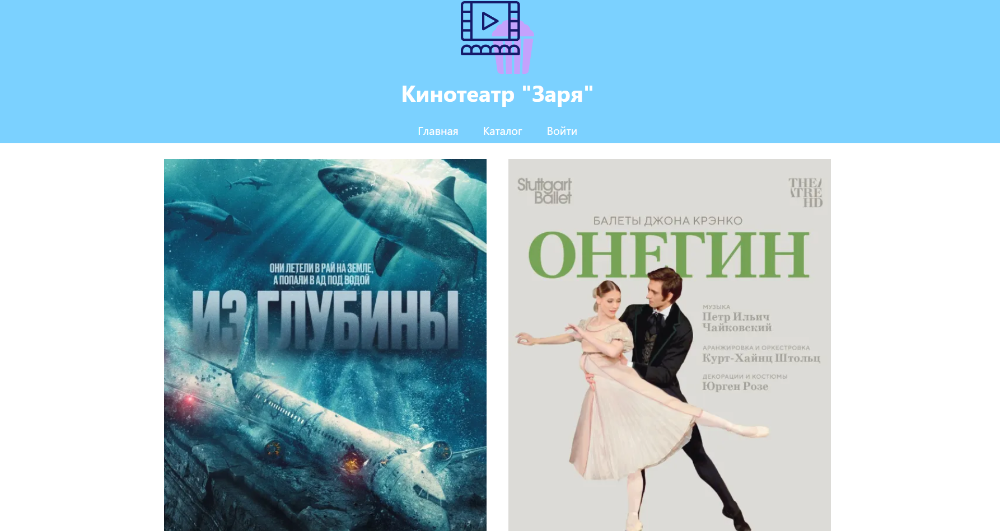 Кинотеатр "Заря"
Главная Каталог Войти
ОНИ ЛЕТЕЛИ В РАЙ НА ЗЕМЛЕ,
А ПОПАЛИ В АД ПОД ВОДОЙ
ИЗ ГЛУБИНЫ
Stuttgart
Ballet
THEA
ATRE
HD
БАЛЕТЫ ДЖОНА КРЭНКО
ОНЕГИН
МУЗЫКА
Петр Ильич
Чайковский
АРАНЖИРОВКА И ОРКЕСТРОВКА
Курт-Хайнц Штольц
ДЕКОРАЦИИ И КОСТЮМЫ
Юрген Розе